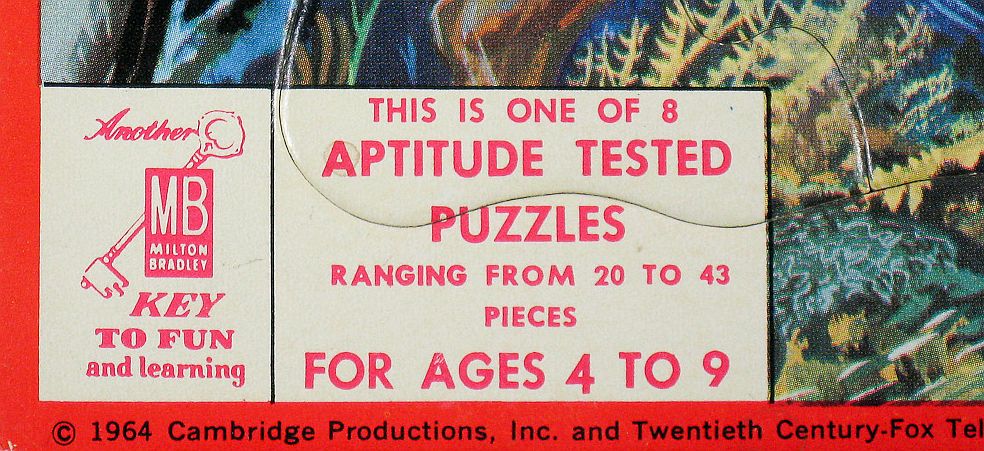 Another
MB
MILTON
BRADLEY
KEY
TO FUN
and learning
THIS IS ONE OF 8
APTITUDE TESTED
PUZZLES
RANGING FROM 20 TO 43
PIECES
FOR AGES 4 TO 9
© 1964 Cambridge Productions, Inc. and Twentieth Century-Fox Tel